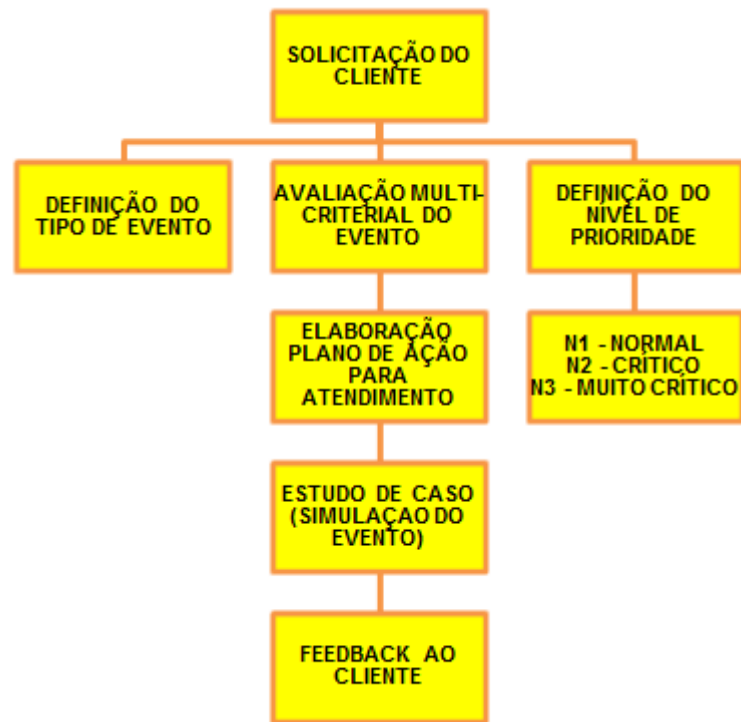 SOLICITAÇÃO DO
CLIENTE
DEFINIÇÃO DO
TIPO DE EVENTO
AVALIAÇÃO MULTI-
CRITERIAL DO
EVENTO
DEFINIÇÃO DO
NÍVEL DE
PRIORIDADE
ELABORAÇÃO
PLANO DE AÇÃO
PARA
ATENDIMENTO
N1 - NORMAL
N2 - CRÍTICO
N3 - MUITO CRÍTICO
ESTUDO DE CASO
(SIMULAÇAO DO
EVENTO)
FEEDBACK AO
CLIENTE